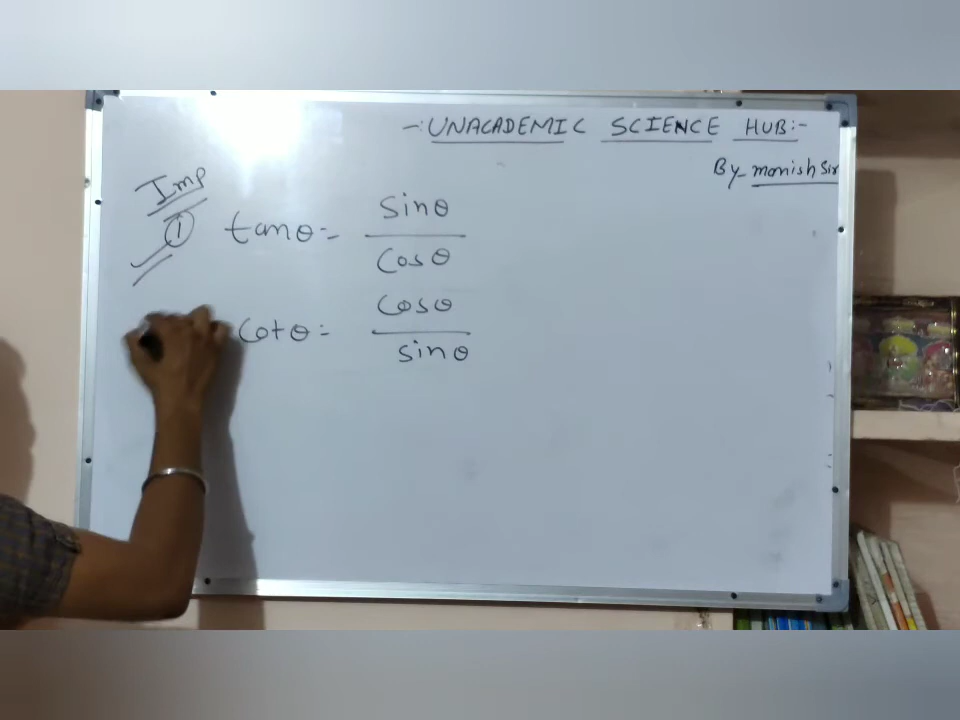 -:UNACADEMIC SCIENCE HUB:-
By- monish Sir
Imp
① tanθ = sinθ / cosθ
cotθ = cosθ / sinθ